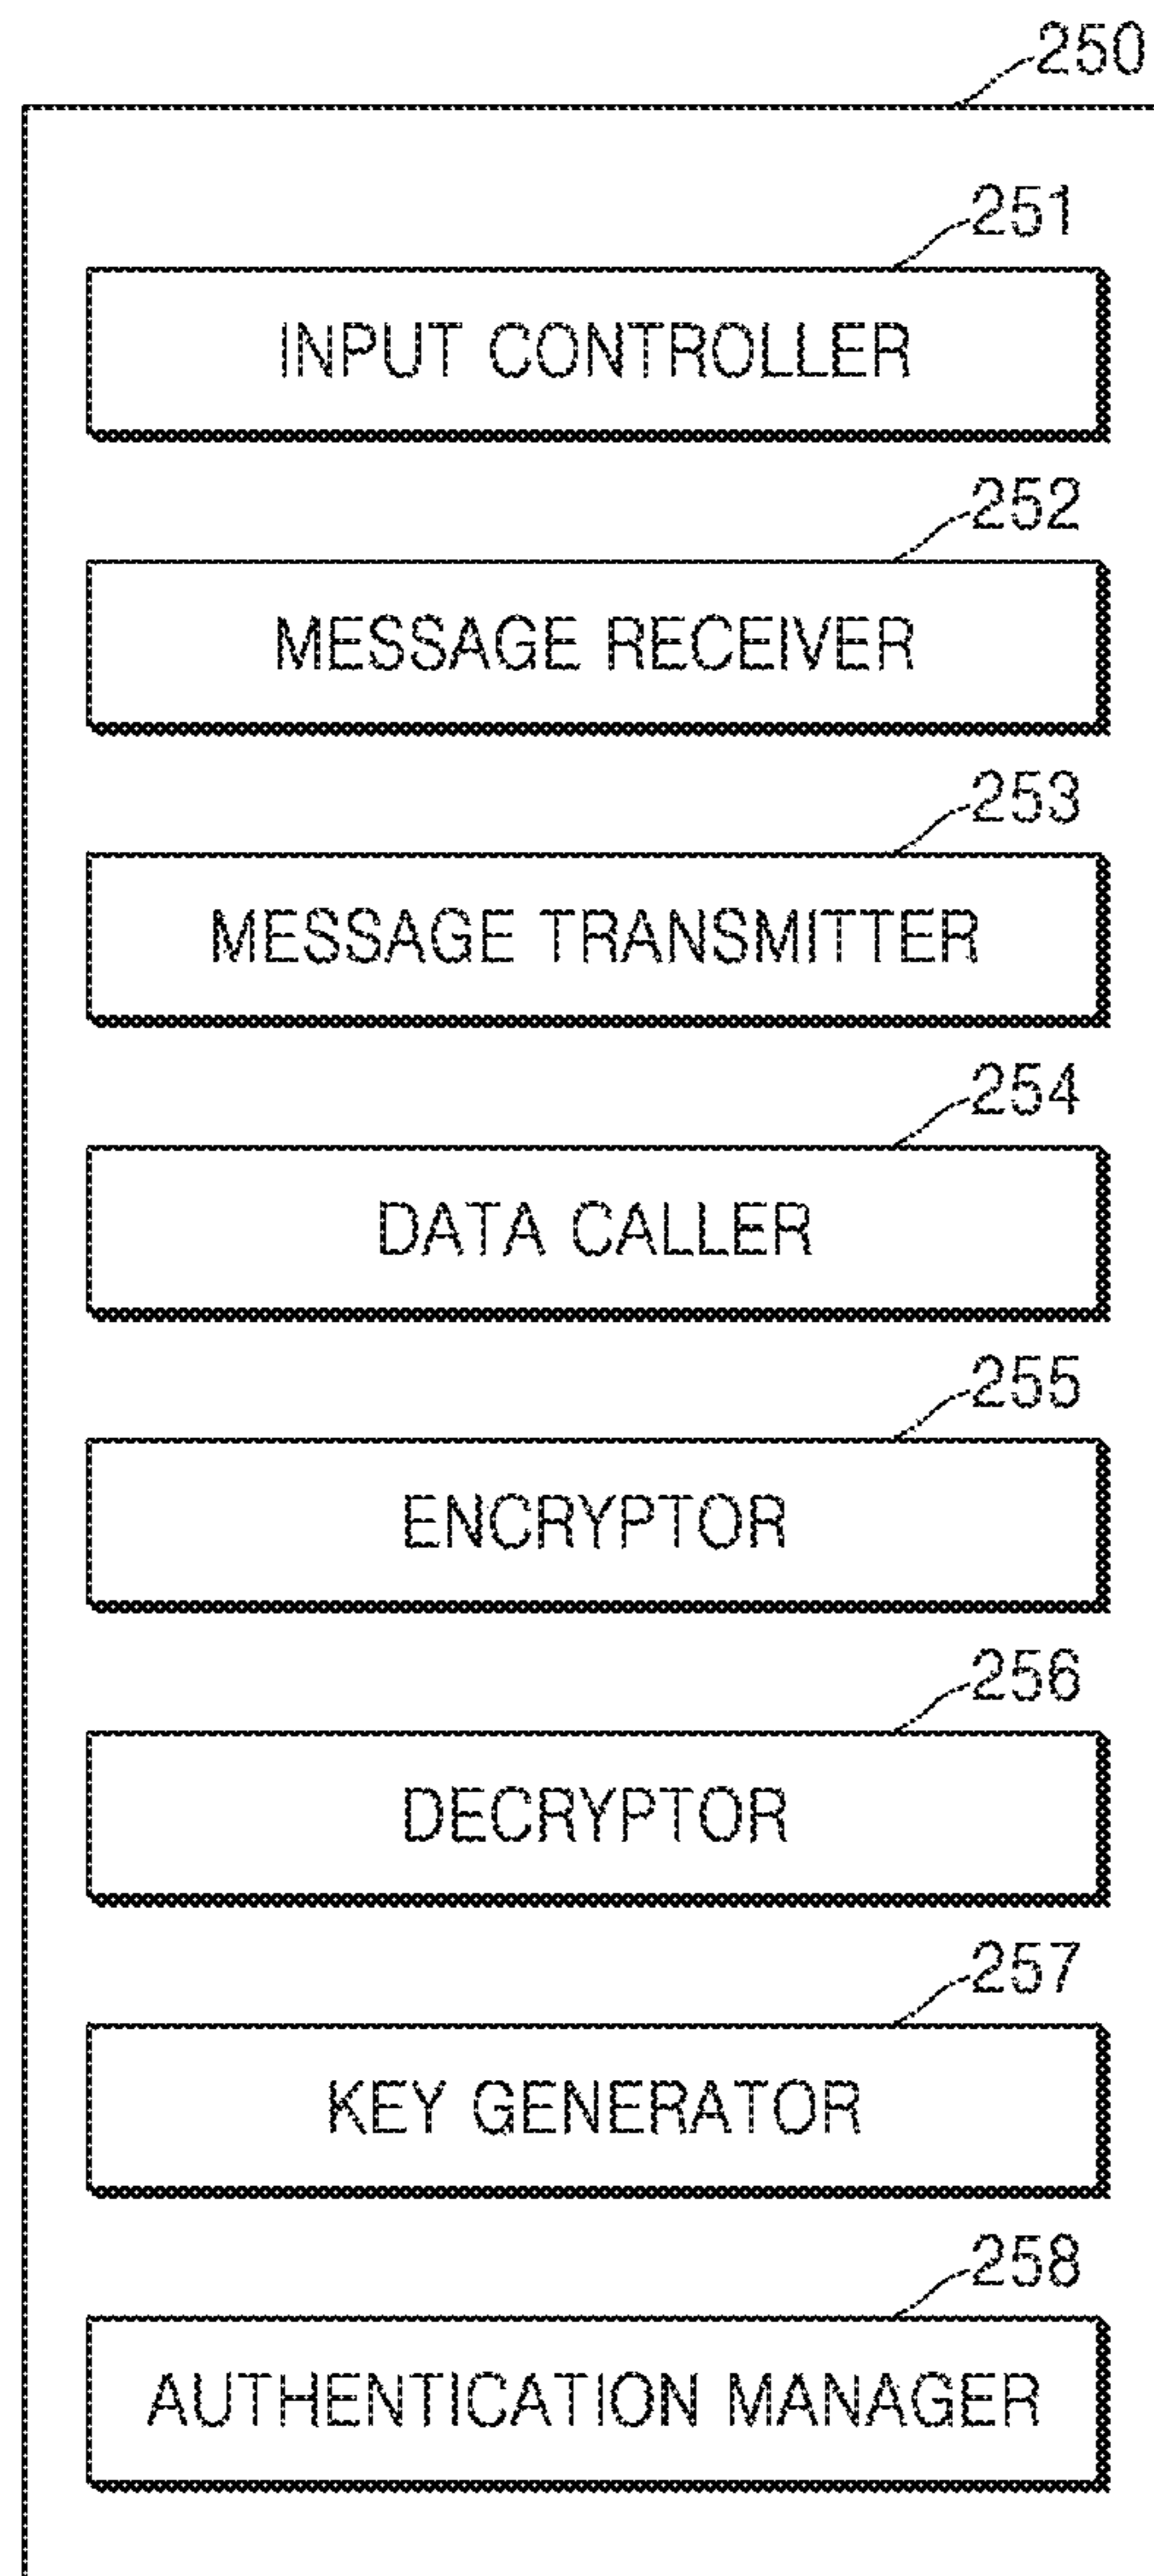 250
251
INPUT CONTROLLER
252
MESSAGE RECEIVER
253
MESSAGE TRANSMITTER
254
DATA CALLER
255
ENCRYPTOR
256
DECRYPTOR
257
KEY GENERATOR
258
AUTHENTICATION MANAGER